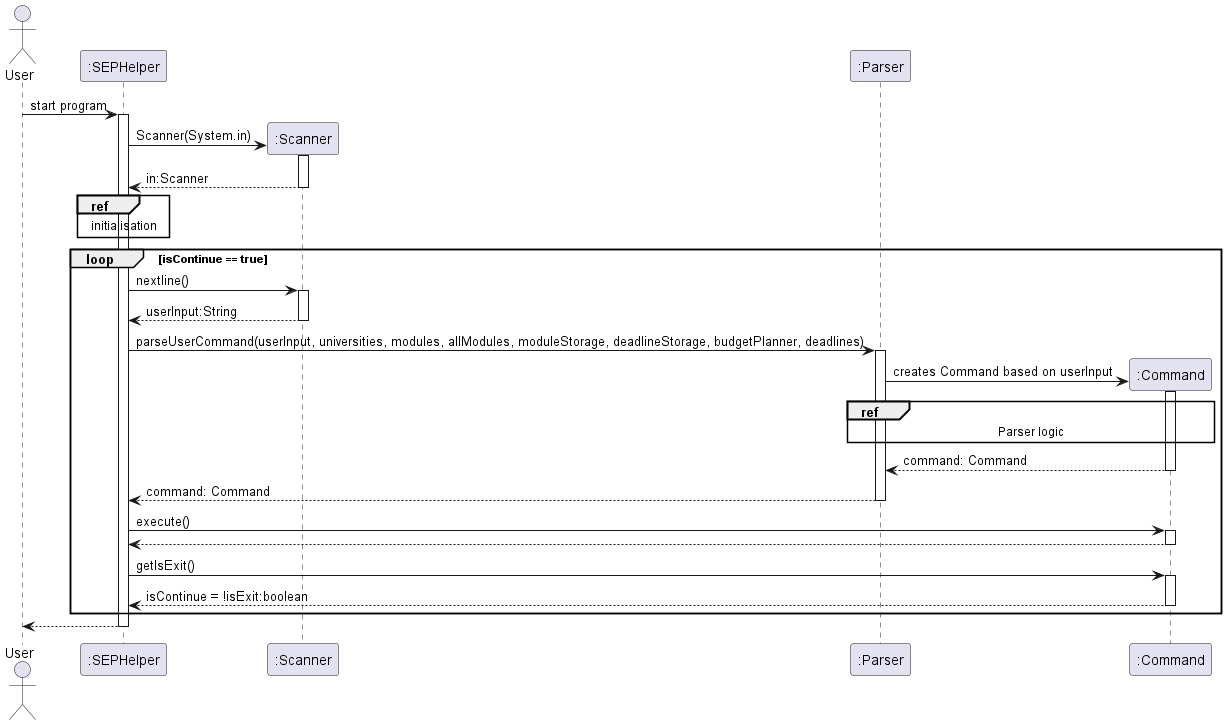 User
:SEPHelper
:Parser
start program
Scanner(System.in)
:Scanner
in:Scanner
ref
initialisation
loop
[isContinue == true]
nextline()
userInput:String
parseUserCommand(userInput, universities, modules, allModules, moduleStorage, deadlineStorage, budgetPlanner, deadlines)
creates Command based on userInput
:Command
ref
Parser logic
command: Command
command: Command
execute()
getIsExit()
isContinue = !isExit:boolean
User
:SEPHelper
:Scanner
:Parser
:Command